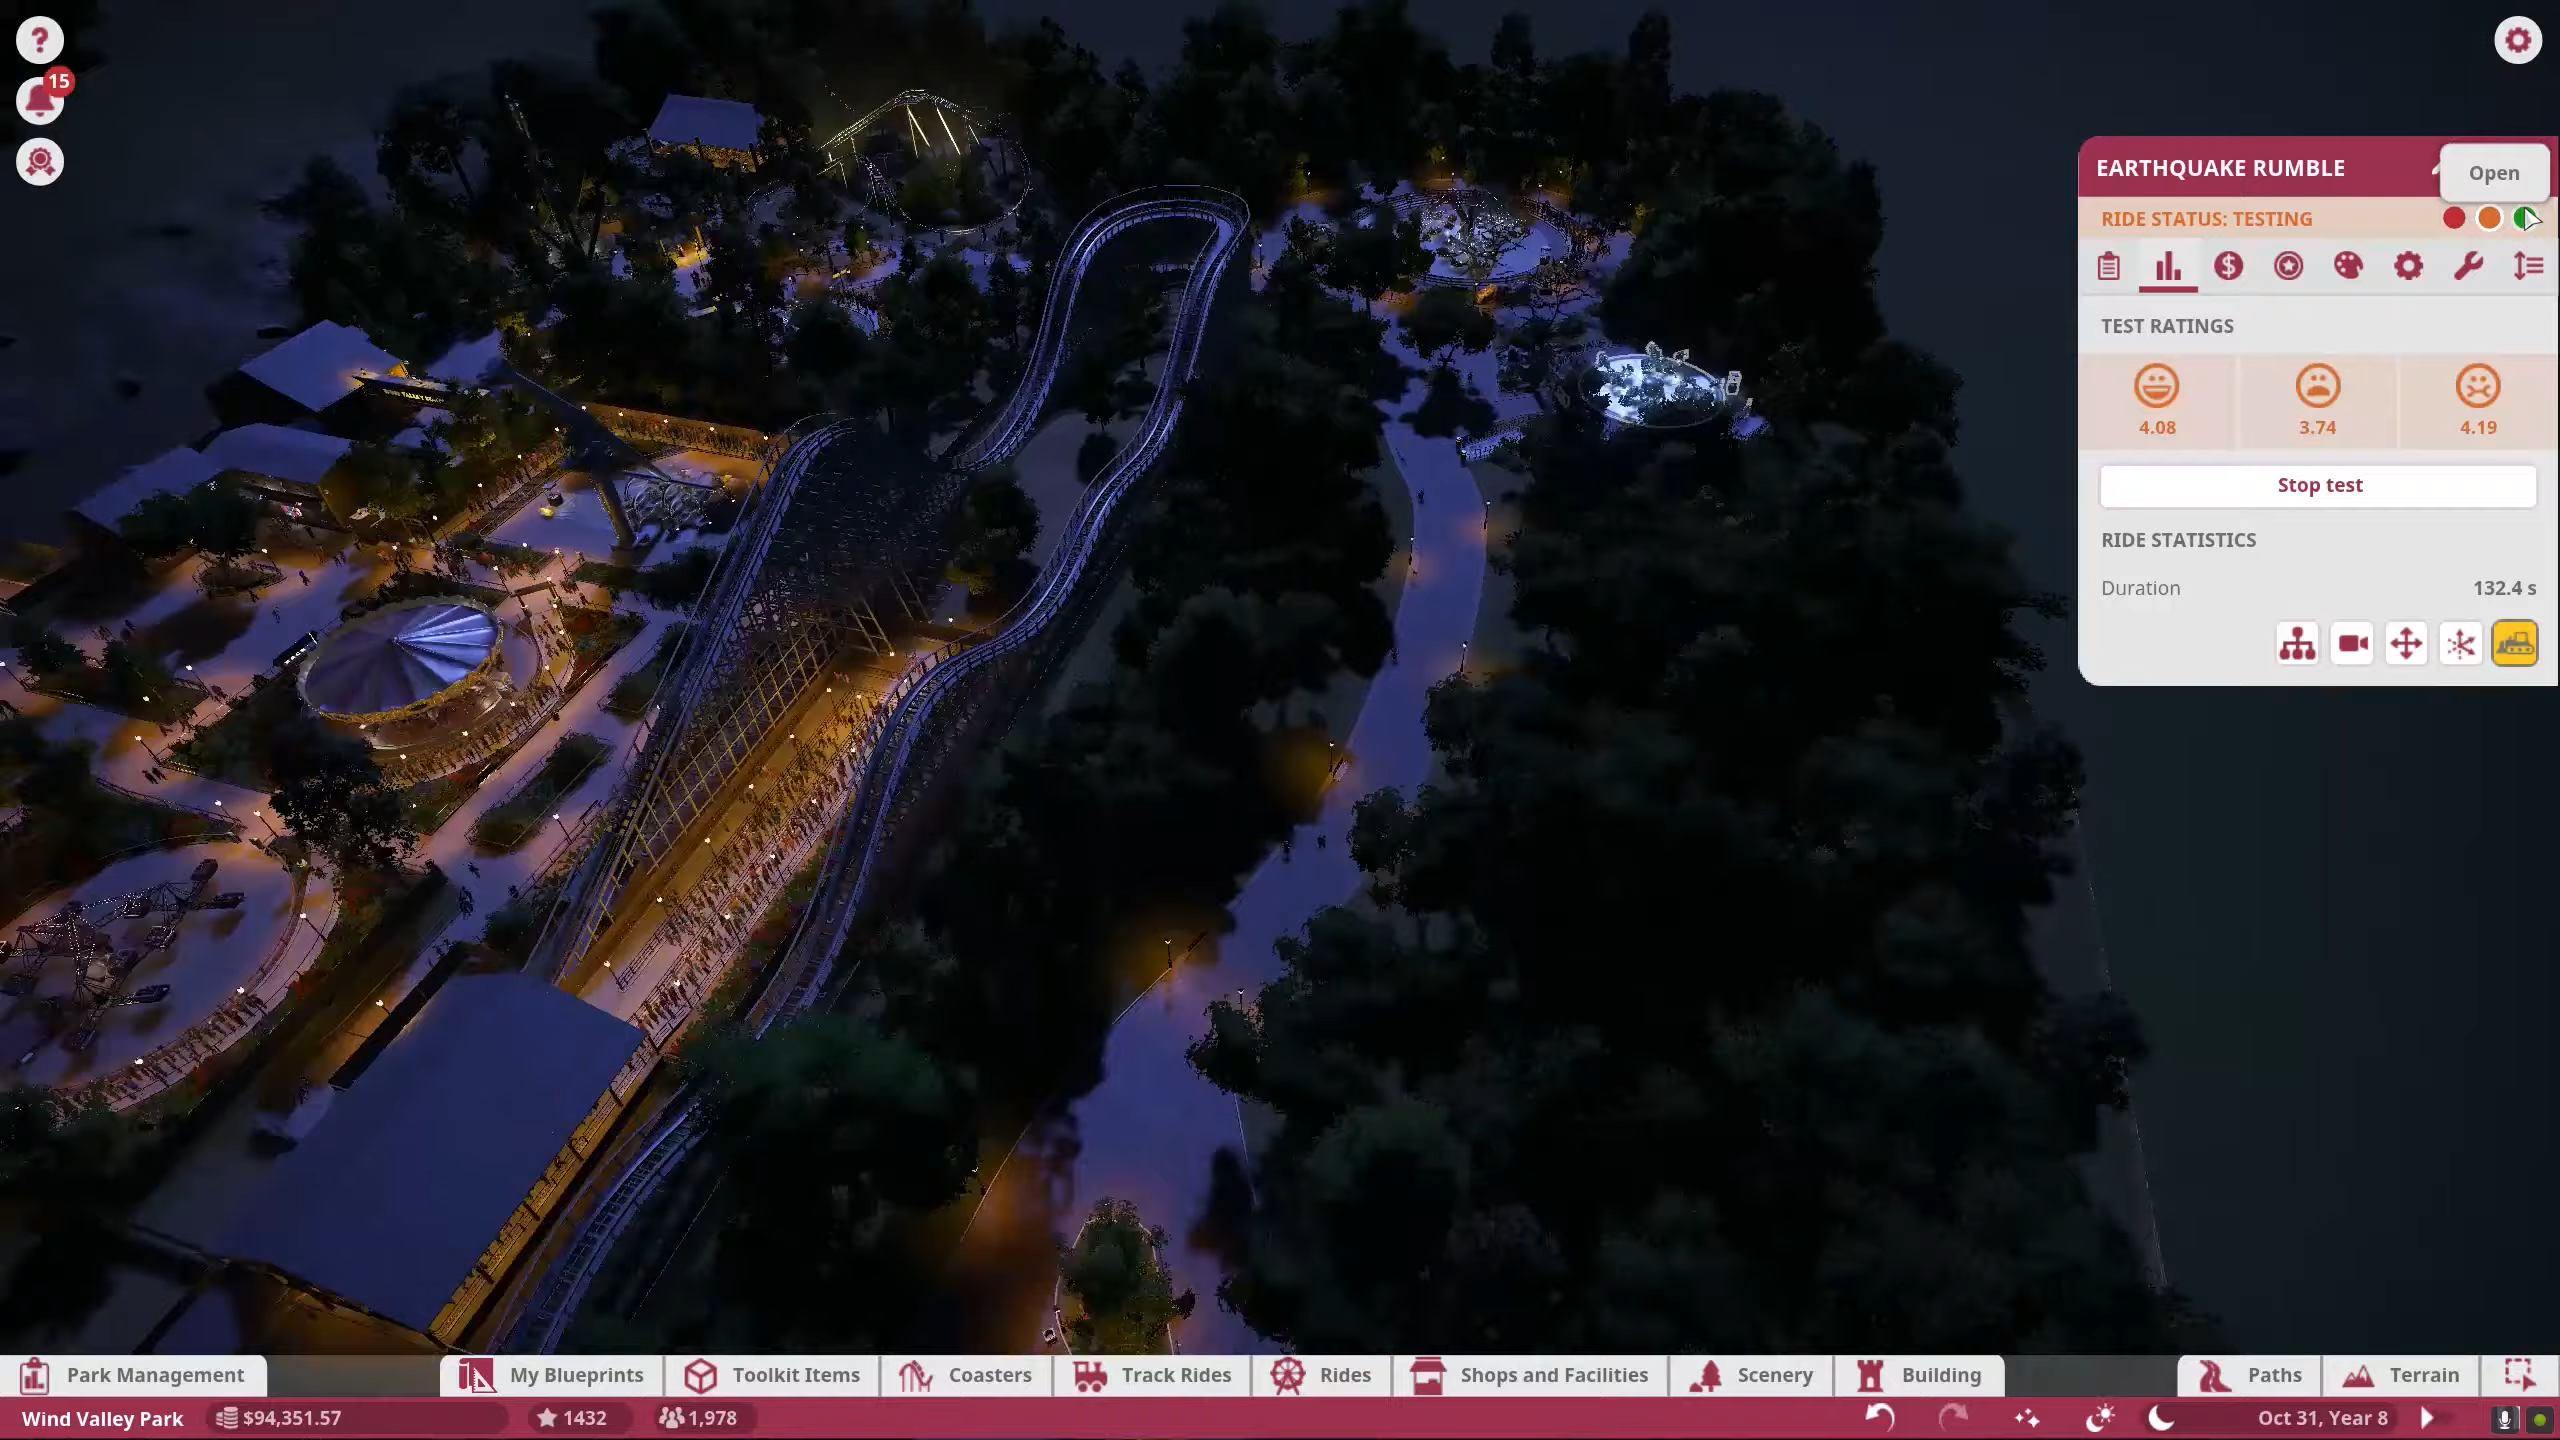 ?
15
EARTHQUAKE RUMBLE
Open
RIDE STATUS: TESTING
TEST RATINGS
4.08 3.74 4.19
Stop test
RIDE STATISTICS
Duration 132.4 s
Park Management My Blueprints Toolkit Items Coasters Track Rides Rides Shops and Facilities Scenery Building Paths Terrain
Wind Valley Park $94,351.57 1432 1,978 Oct 31, Year 8